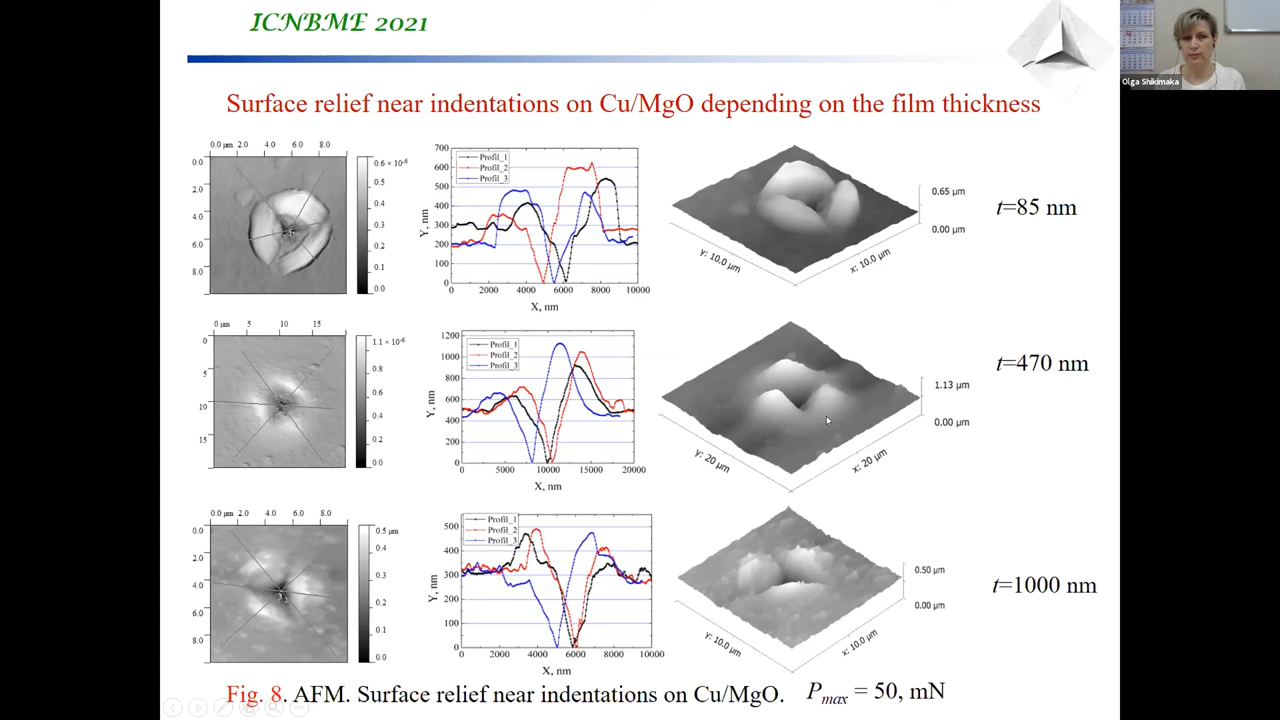 ICNBME 2021
Olga Shikimaka
Surface relief near indentations on Cu/MgO depending on the film thickness
0.0 µm 2.0 4.0 6.0 8.0
0.0
2.0
4.0
6.0
8.0
0.6 × 10⁻⁶
0.5
0.4
0.3
0.2
0.1
0.0
700
600
500
400
300
200
100
0
Y, nm
Profil_1
Profil_2
Profil_3
0 2000 4000 6000 8000 10000
X, nm
0.65 µm
0.00 µm
y: 10.0 µm
x: 10.0 µm
t=85 nm
0 µm 5 10 15
0
5
10
15
1.1 × 10⁻⁶
0.8
0.6
0.4
0.2
0.0
1200
1000
800
600
400
200
0
Y, nm
Profil_1
Profil_2
Profil_3
0 5000 10000 15000 20000
X, nm
1.13 µm
0.00 µm
y: 20 µm
x: 20 µm
t=470 nm
0.0 µm 2.0 4.0 6.0 8.0
0.0
2.0
4.0
6.0
8.0
0.5 µm
0.4
0.3
0.2
0.1
0.0
500
400
300
200
100
0
Y, nm
Profil_1
Profil_2
Profil_3
0 2000 4000 6000 8000 10000
X, nm
0.50 µm
0.00 µm
y: 10.0 µm
x: 10.0 µm
t=1000 nm
Fig. 8. AFM. Surface relief near indentations on Cu/MgO. Pmax = 50, mN